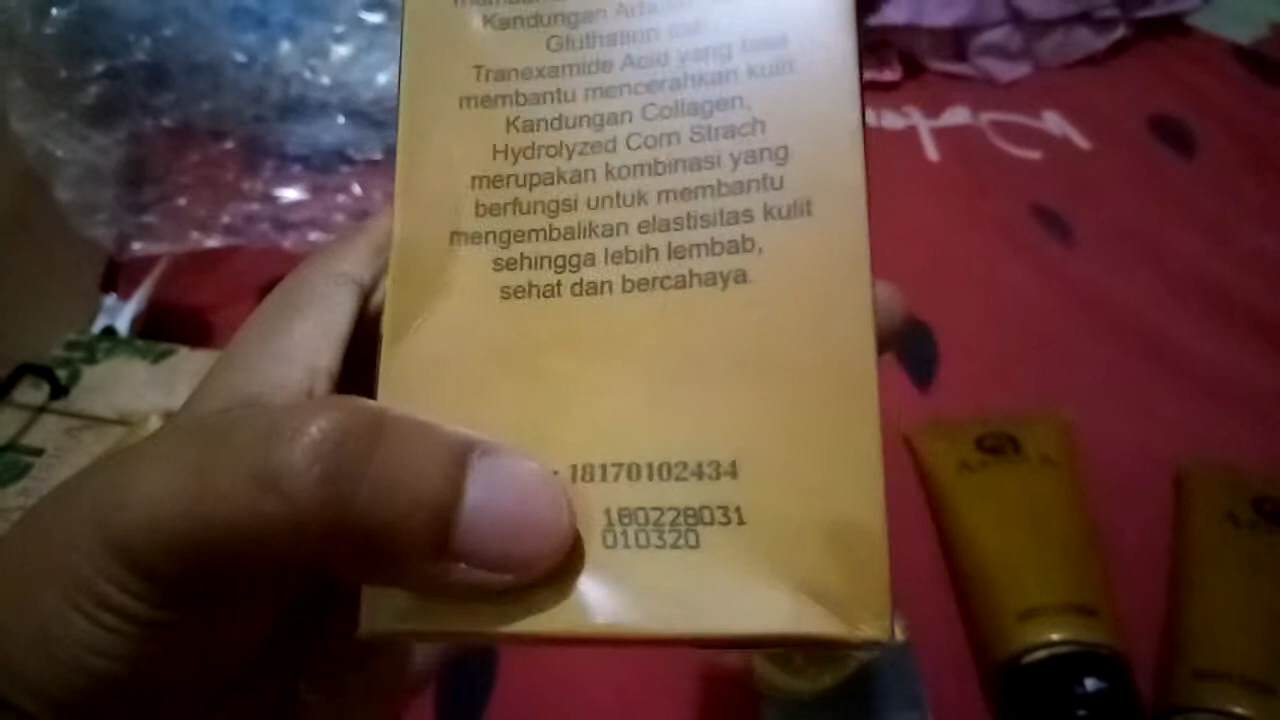 Kandungan
Gluthation
Tranexamide Acid yang
membantu mencerahkan kulit
Kandungan Collagen,
Hydrolyzed Corn Strach
merupakan kombinasi yang
berfungsi untuk membantu
mengembalikan elastisitas kulit
sehingga lebih lembab,
sehat dan bercahaya.
: 18170102434
180228031
010320